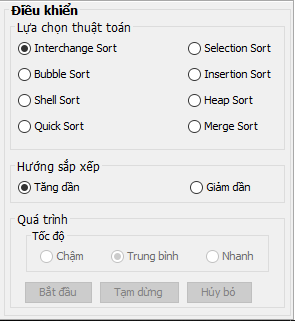 Điều khiển
Lựa chọn thuật toán
Interchange Sort Selection Sort
Bubble Sort Insertion Sort
Shell Sort Heap Sort
Quick Sort Merge Sort
Hướng sắp xếp
Tăng dần Giảm dần
Quá trình
Tốc độ
Chậm Trung bình Nhanh
Bắt đầu Tạm dừng Hủy bỏ